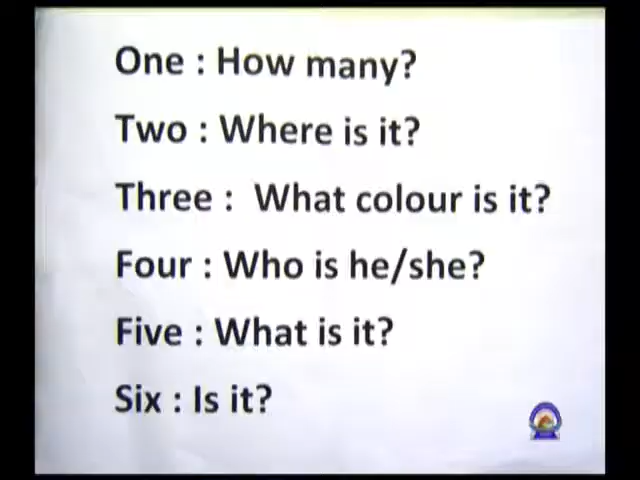 One : How many?
Two : Where is it?
Three : What colour is it?
Four : Who is he/she?
Five : What is it?
Six : Is it?